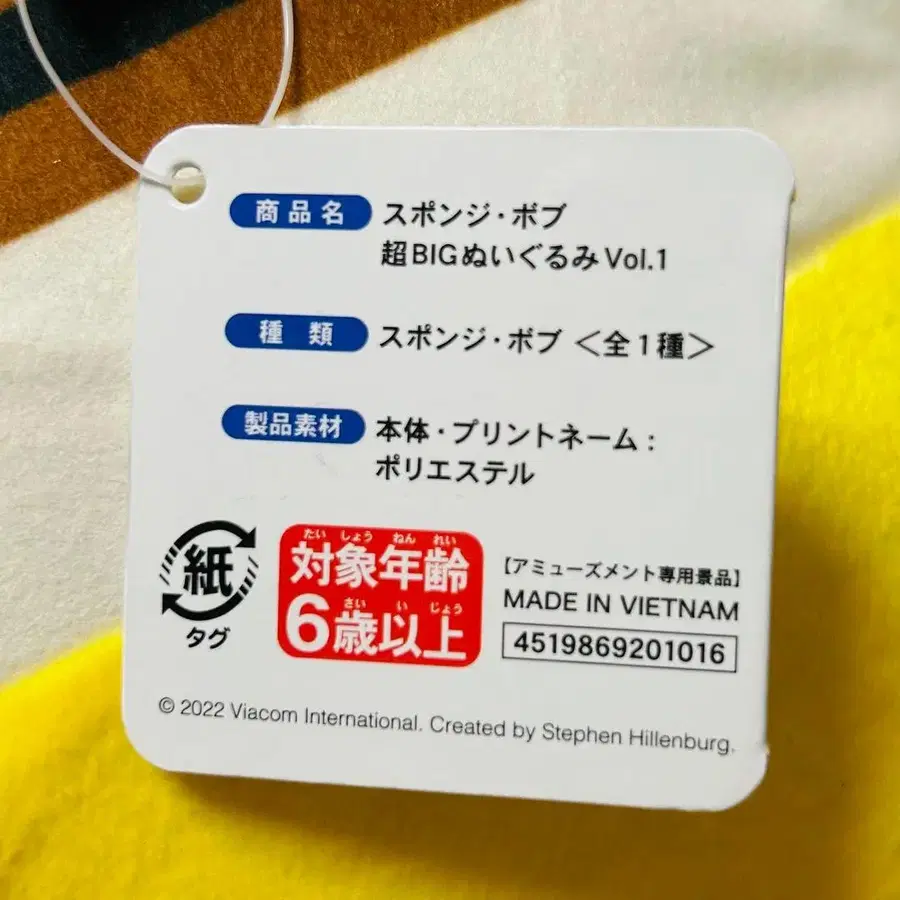 商品名 スポンジ・ボブ
超BIGぬいぐるみVol.1
種類 スポンジ・ボブ <全1種>
製品素材 本体・プリントネーム:
ポリエステル
紙
タグ
たい しょう ねん れい
対象年齢
さい い じょう
6歳以上
【アミューズメント専用景品】
MADE IN VIETNAM
4519869201016
© 2022 Viacom International. Created by Stephen Hillenburg.